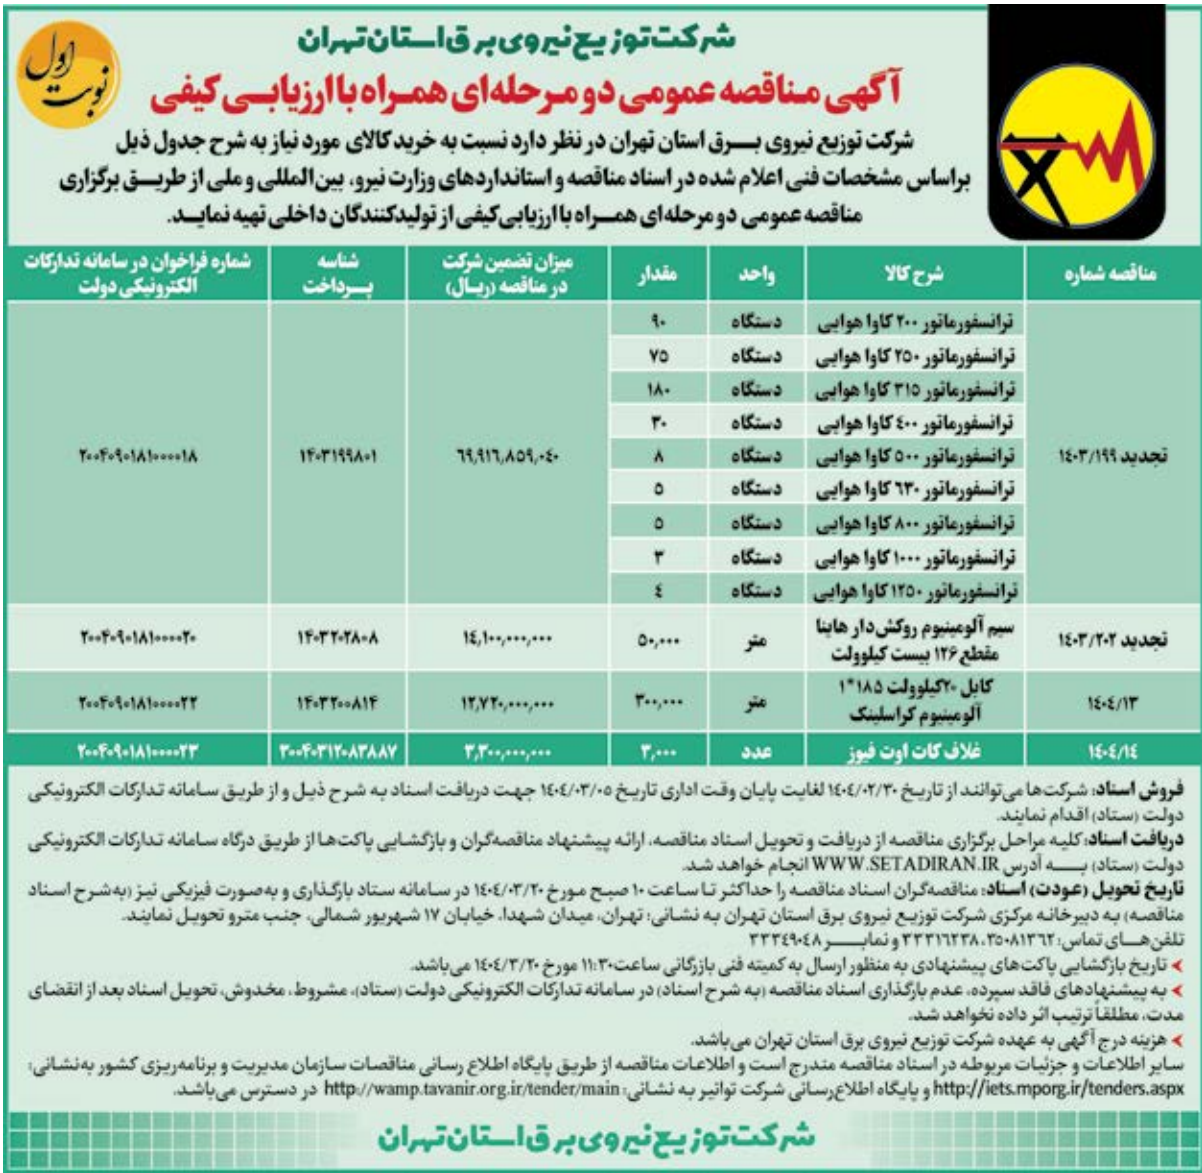 شرکت توزیع نیروی برق استان تهران
نوبت اول
آگهی مناقصه عمومی دو مرحله‌ای همراه با ارزیابی کیفی
شرکت توزیع نیروی برق استان تهران در نظر دارد نسبت به خرید کالای مورد نیاز به شرح جدول ذیل
براساس مشخصات فنی اعلام شده در اسناد مناقصه و استانداردهای وزارت نیرو، بین‌المللی و ملی از طریق برگزاری
مناقصه عمومی دو مرحله‌ای همراه با ارزیابی کیفی از تولیدکنندگان داخلی تهیه نماید.
مناقصه شماره شرح کالا واحد مقدار میزان تضمین شرکت در مناقصه (ریال) شناسه پرداخت شماره فراخوان در سامانه تدارکات الکترونیکی دولت
ترانسفورماتور ۲۰۰ کاوا هوایی دستگاه ۹۰
ترانسفورماتور ۲۵۰ کاوا هوایی دستگاه ۷۵
ترانسفورماتور ۳۱۵ کاوا هوایی دستگاه ۱۸۰
ترانسفورماتور ۴۰۰ کاوا هوایی دستگاه ۳۰
تجدید ۱۴۰۳/۱۹۹ ترانسفورماتور ۵۰۰ کاوا هوایی دستگاه ۸ ۶۹,۹۱۶,۸۵۹,۰۴۰ ۱۴۰۳۱۹۹۸۰۱ ۲۰۰۴۰۹۰۱۸۱۰۰۰۰۱۸
ترانسفورماتور ۶۳۰ کاوا هوایی دستگاه ۵
ترانسفورماتور ۸۰۰ کاوا هوایی دستگاه ۵
ترانسفورماتور ۱۰۰۰ کاوا هوایی دستگاه ۳
ترانسفورماتور ۱۲۵۰ کاوا هوایی دستگاه ۴
تجدید ۱۴۰۳/۲۰۲ سیم آلومینیوم روکش‌دار هاینا مقطع ۱۲۶ بیست کیلوولت متر ۵۰,۰۰۰ ۱۴,۱۰۰,۰۰۰,۰۰۰ ۱۴۰۳۲۰۲۸۰۸ ۲۰۰۴۰۹۰۱۸۱۰۰۰۰۲۰
۱۴۰۴/۱۳ کابل ۲۰کیلوولت ۱۸۵*۱ آلومینیوم کراسلینک متر ۳۰۰,۰۰۰ ۱۲,۷۲۰,۰۰۰,۰۰۰ ۱۴۰۳۲۰۰۸۱۴ ۲۰۰۴۰۹۰۱۸۱۰۰۰۰۲۲
۱۴۰۴/۱۴ غلاف کات اوت فیوز عدد ۳,۰۰۰ ۳,۳۰۰,۰۰۰,۰۰۰ ۳۰۰۴۰۳۱۲۰۸۳۸۸۷ ۲۰۰۴۰۹۰۱۸۱۰۰۰۰۲۳
فروش اسناد: شرکت‌ها می‌توانند از تاریخ ۱۴۰۴/۰۲/۳۰ لغایت پایان وقت اداری تاریخ ۱۴۰۴/۰۳/۰۵ جهت دریافت اسناد به شرح ذیل و از طریق سامانه تدارکات الکترونیکی
دولت (ستاد) اقدام نمایند.
دریافت اسناد: کلیه مراحل برگزاری مناقصه از دریافت و تحویل اسناد مناقصه، ارائه پیشنهاد مناقصه‌گران و بازگشایی پاکت‌ها از طریق درگاه سامانه تدارکات الکترونیکی
دولت (ستاد) به آدرس WWW.SETADIRAN.IR انجام خواهد شد.
تاریخ تحویل (عودت) اسناد: مناقصه‌گران اسناد مناقصه را حداکثر تا ساعت ۱۰ صبح مورخ ۱۴۰۴/۰۳/۲۰ در سامانه ستاد بارگذاری و به‌صورت فیزیکی نیز (به‌شرح اسناد
مناقصه) به دبیرخانه مرکزی شرکت توزیع نیروی برق استان تهران به نشانی: تهران، میدان شهدا، خیابان ۱۷ شهریور شمالی، جنب مترو تحویل نمایند.
تلفن‌های تماس: ۳۵۰۸۱۳۶۲، ۳۳۳۱۶۲۳۸ و نمابر ۳۳۳۴۹۰۴۸
تاریخ بازگشایی پاکت‌های پیشنهادی به منظور ارسال به کمیته فنی بازرگانی ساعت۱۱:۳۰ مورخ ۱۴۰۴/۳/۲۰ می‌باشد.
به پیشنهادهای فاقد سپرده، عدم بارگذاری اسناد مناقصه (به شرح اسناد) در سامانه تدارکات الکترونیکی دولت (ستاد)، مشروط، مخدوش، تحویل اسناد بعد از انقضای
مدت، مطلقاً ترتیب اثر داده نخواهد شد.
هزینه درج آگهی به عهده شرکت توزیع نیروی برق استان تهران می‌باشد.
سایر اطلاعات و جزئیات مربوطه در اسناد مناقصه مندرج است و اطلاعات مناقصه از طریق پایگاه اطلاع رسانی مناقصات سازمان مدیریت و برنامه‌ریزی کشور به‌نشانی:
http://iets.mporg.ir/tenders.aspx و پایگاه اطلاع‌رسانی شرکت توانیر به نشانی: http://wamp.tavanir.org.ir/tender/main در دسترس می‌باشد.
شرکت توزیع نیروی برق استان تهران